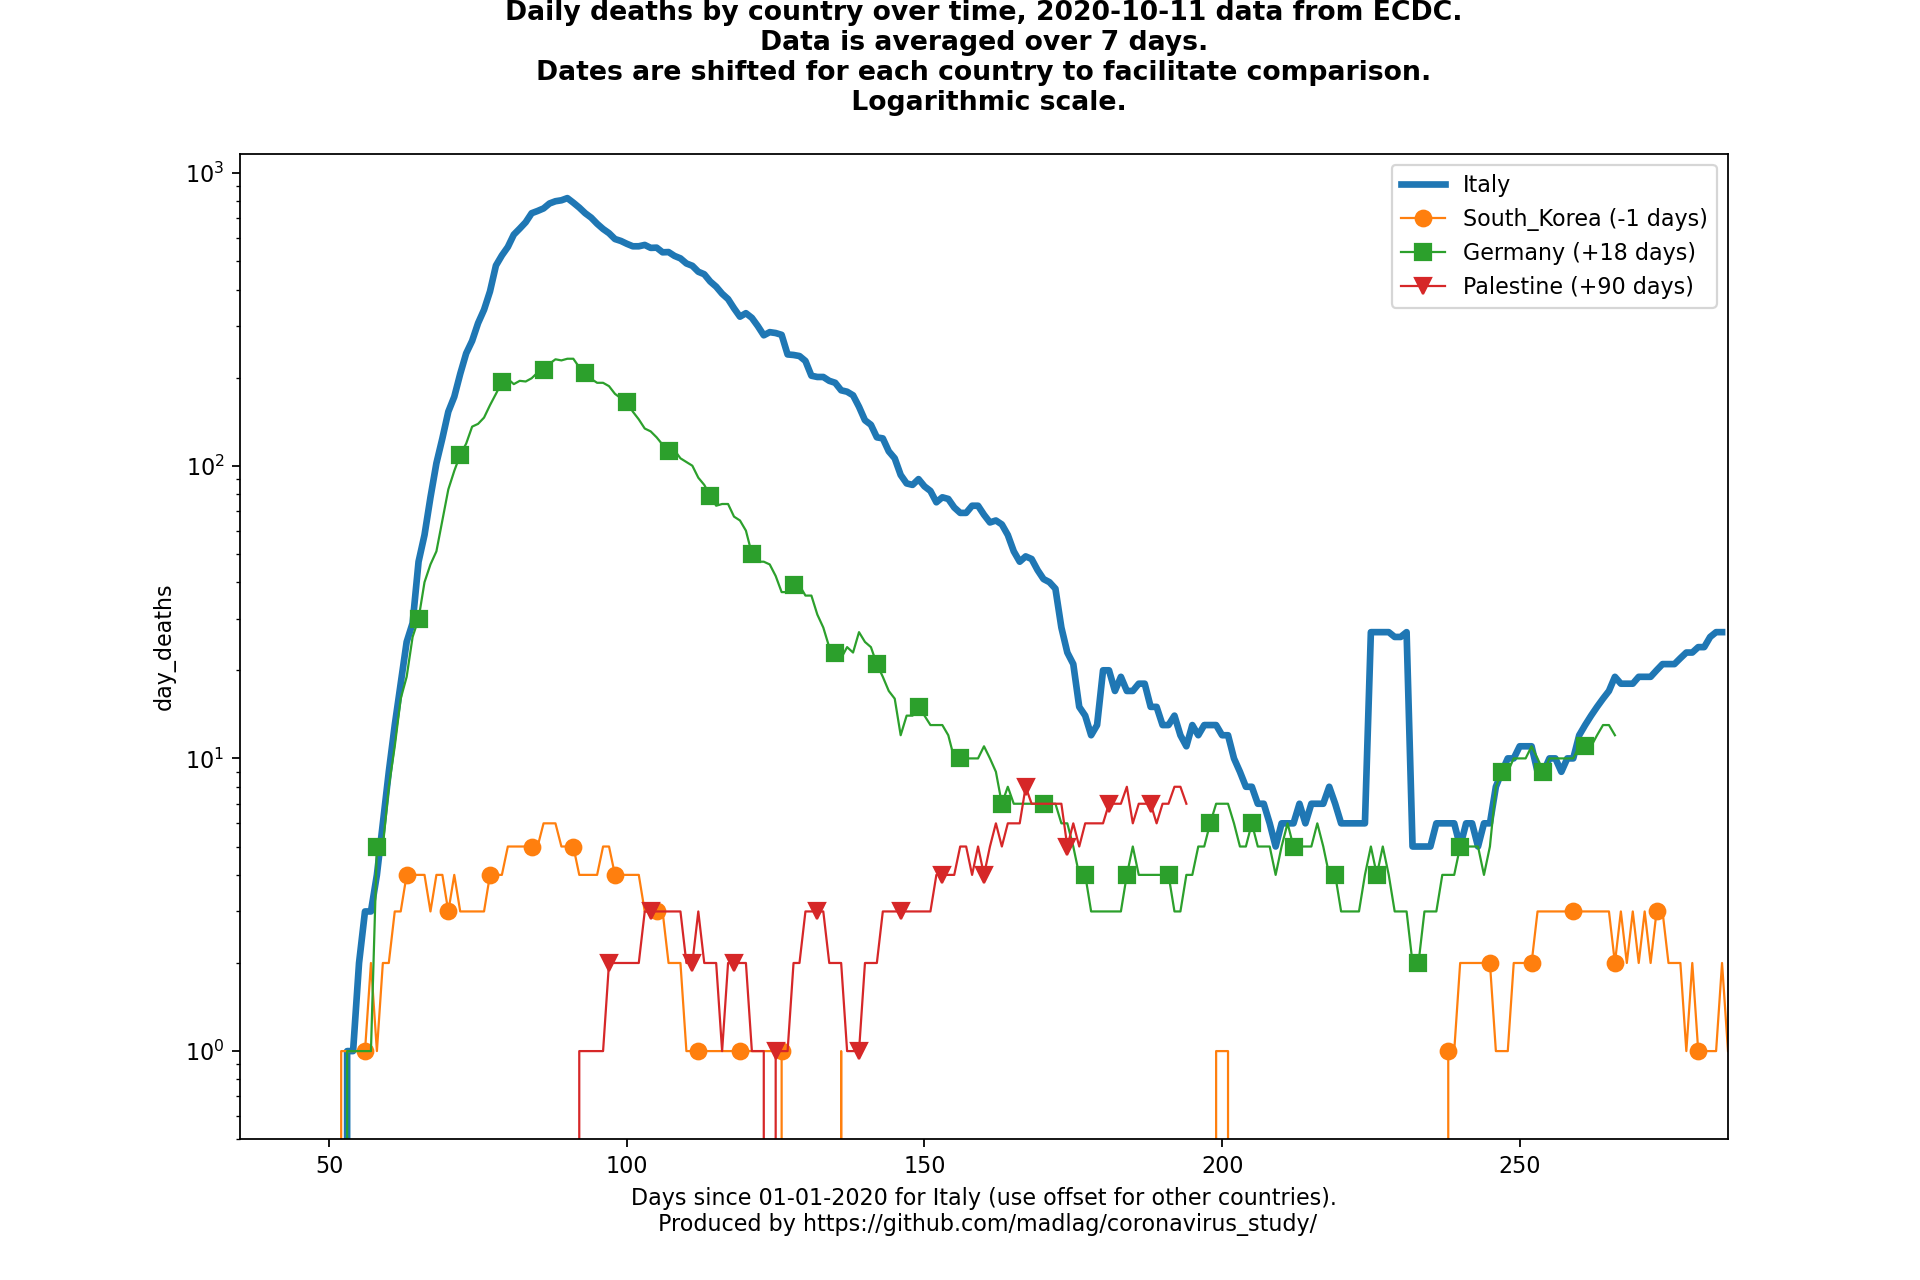 Daily deaths by country over time, 2020-10-11 data from ECDC.
Data is averaged over 7 days.
Dates are shifted for each country to facilitate comparison.
Logarithmic scale.
10³
10²
10¹
10⁰
day_deaths
Italy
South_Korea (-1 days)
Germany (+18 days)
Palestine (+90 days)
50 100 150 200 250
Days since 01-01-2020 for Italy (use offset for other countries).
Produced by https://github.com/madlag/coronavirus_study/